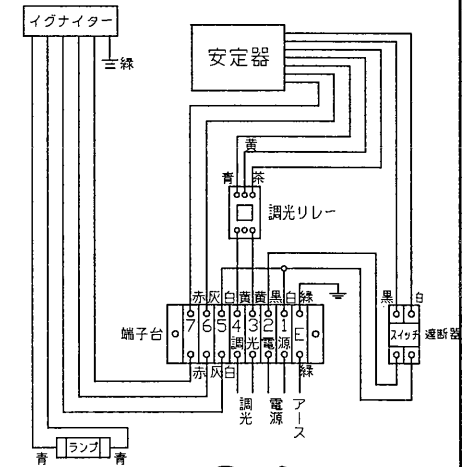 イグナイター
緑
安定器
黄
青
茶
調光リレー
赤灰白黄黄黒白緑
黒
白
端子台
7 6 5 4 3 2 1 E
調光電源
スイッチ
遮断器
赤灰白
緑
調光
電源
アース
ランプ
青
青